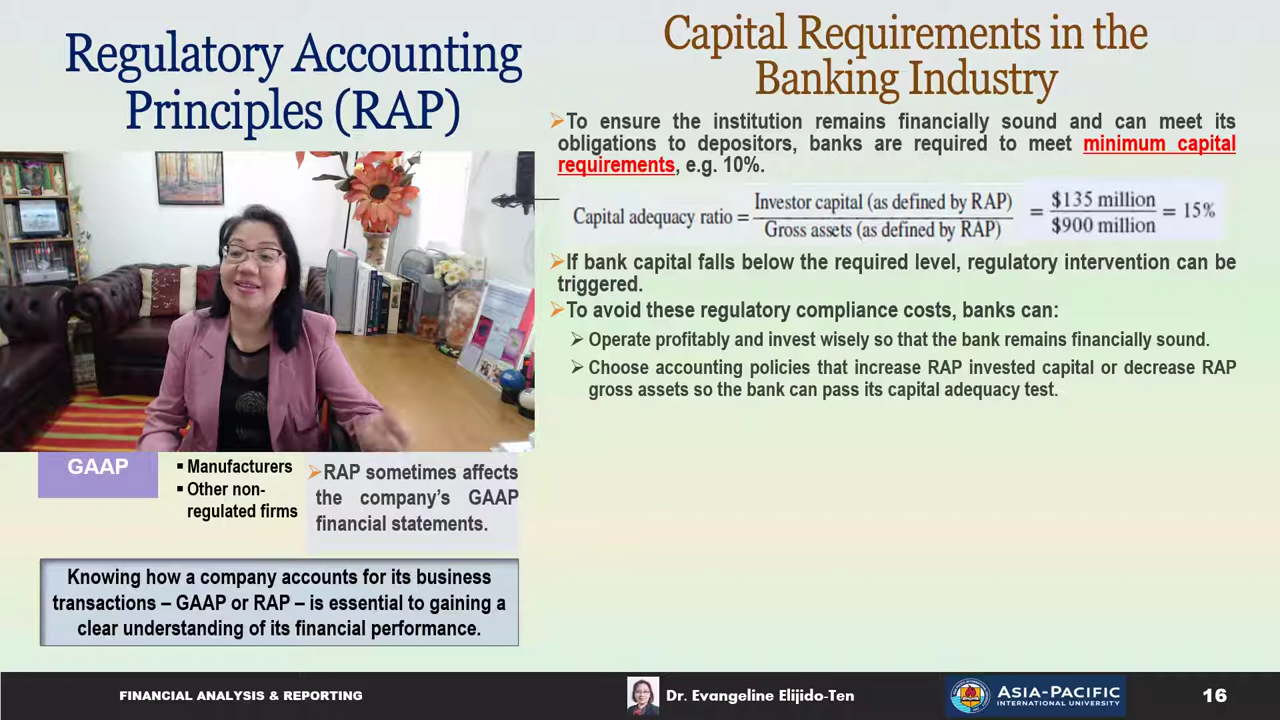 Regulatory Accounting
Principles (RAP)
GAAP
▪ Manufacturers
▪ Other non-
regulated firms
➢RAP sometimes affects
the company's GAAP
financial statements.
Knowing how a company accounts for its business
transactions – GAAP or RAP – is essential to gaining a
clear understanding of its financial performance.
Capital Requirements in the
Banking Industry
➢To ensure the institution remains financially sound and can meet its
obligations to depositors, banks are required to meet minimum capital
requirements, e.g. 10%.
Capital adequacy ratio = Investor capital (as defined by RAP) / Gross assets (as defined by RAP) = $135 million / $900 million = 15%
➢If bank capital falls below the required level, regulatory intervention can be
triggered.
➢To avoid these regulatory compliance costs, banks can:
➢ Operate profitably and invest wisely so that the bank remains financially sound.
➢ Choose accounting policies that increase RAP invested capital or decrease RAP
gross assets so the bank can pass its capital adequacy test.
FINANCIAL ANALYSIS & REPORTING
Dr. Evangeline Elijido-Ten
ASIA-PACIFIC
INTERNATIONAL UNIVERSITY
16